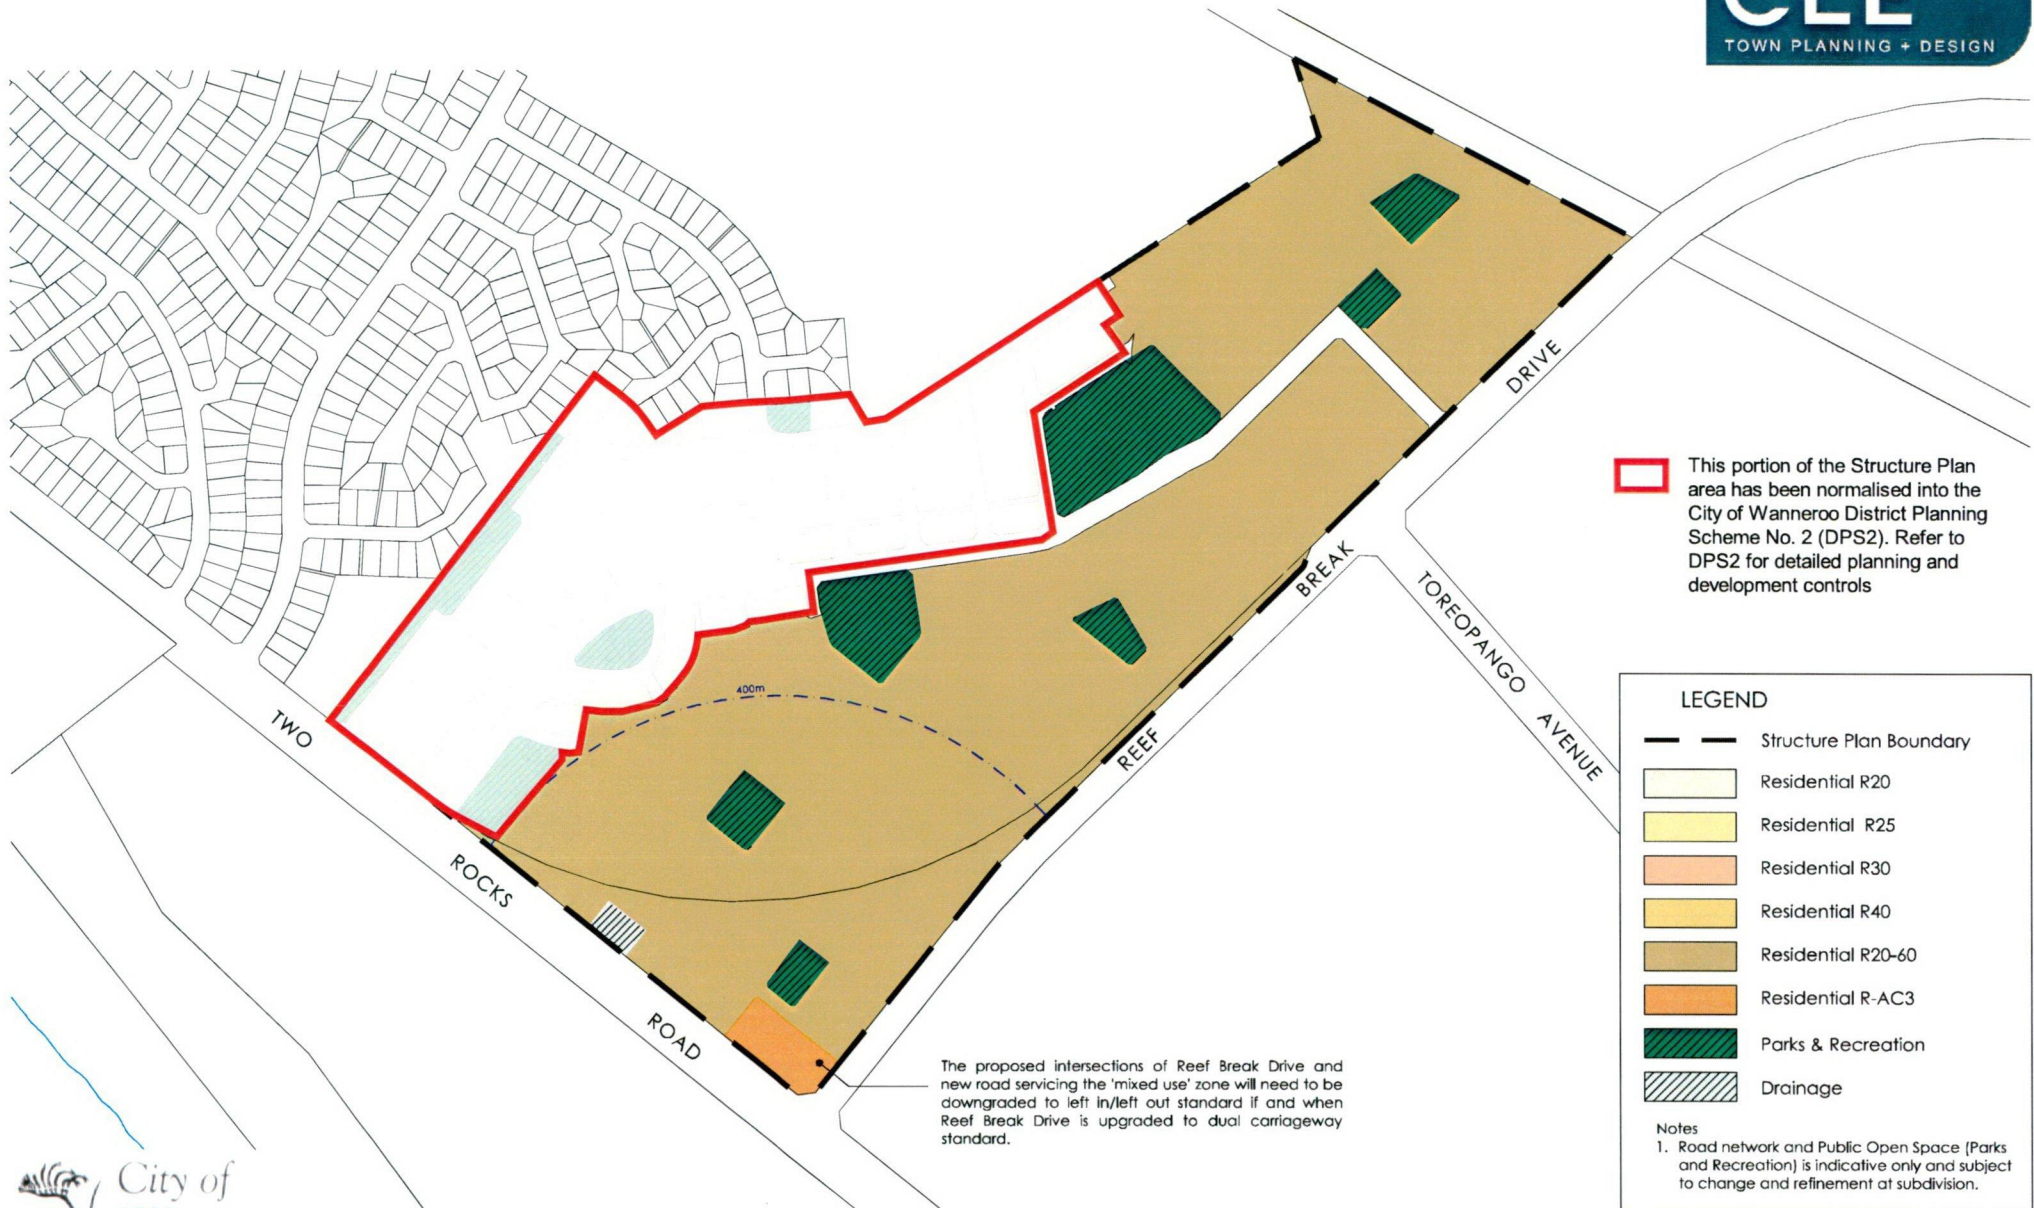 TOWN PLANNING + DESIGN
DRIVE
This portion of the Structure Plan
area has been normalised into the
City of Wanneroo District Planning
Scheme No. 2 (DPS2). Refer to
DPS2 for detailed planning and
development controls
BREAK
TOREOPANGO AVENUE
REEF
400m
TWO
ROCKS
ROAD
LEGEND
Structure Plan Boundary
Residential R20
Residential R25
Residential R30
Residential R40
Residential R20-60
Residential R-AC3
Parks & Recreation
Drainage
Notes
1. Road network and Public Open Space (Parks
and Recreation) is indicative only and subject
to change and refinement at subdivision.
The proposed intersections of Reef Break Drive and
new road servicing the 'mixed use' zone will need to be
downgraded to left in/left out standard if and when
Reef Break Drive is upgraded to dual carriageway
standard.
City of